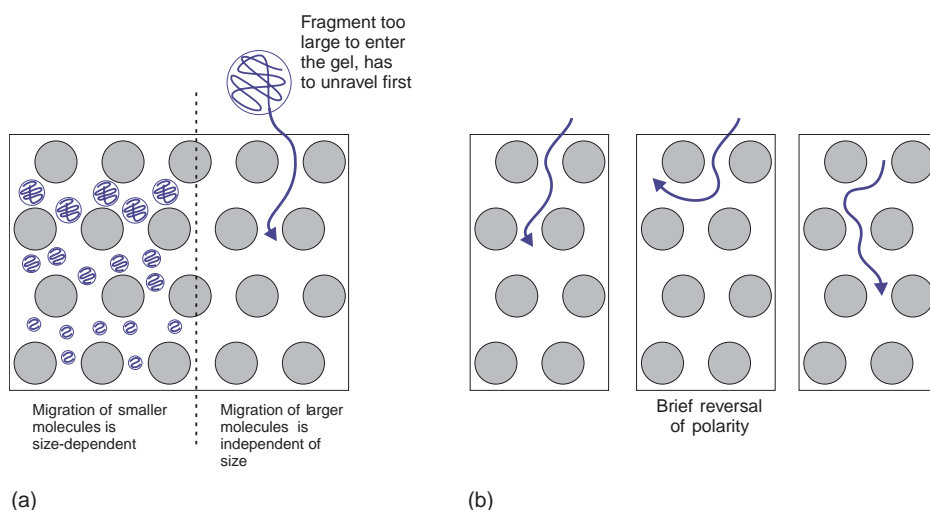 Fragment too
large to enter
the gel, has
to unravel first
Migration of smaller
molecules is
size-dependent
Migration of larger
molecules is
independent of
size
Brief reversal
of polarity
(a)
(b)